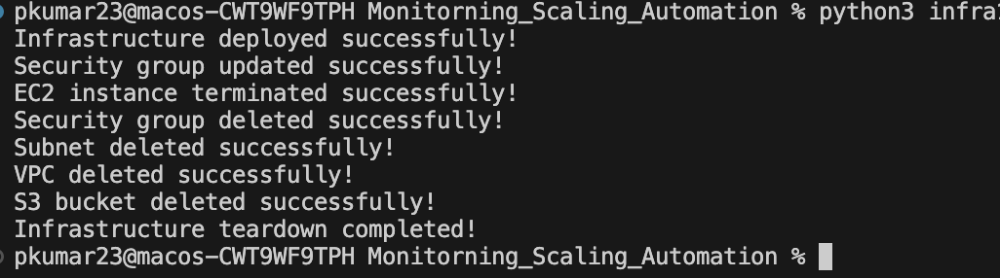 pkumar23@macos-CWT9WF9TPH Monitorning_Scaling_Automation % python3 infra
Infrastructure deployed successfully!
Security group updated successfully!
EC2 instance terminated successfully!
Security group deleted successfully!
Subnet deleted successfully!
VPC deleted successfully!
S3 bucket deleted successfully!
Infrastructure teardown completed!
pkumar23@macos-CWT9WF9TPH Monitorning_Scaling_Automation %